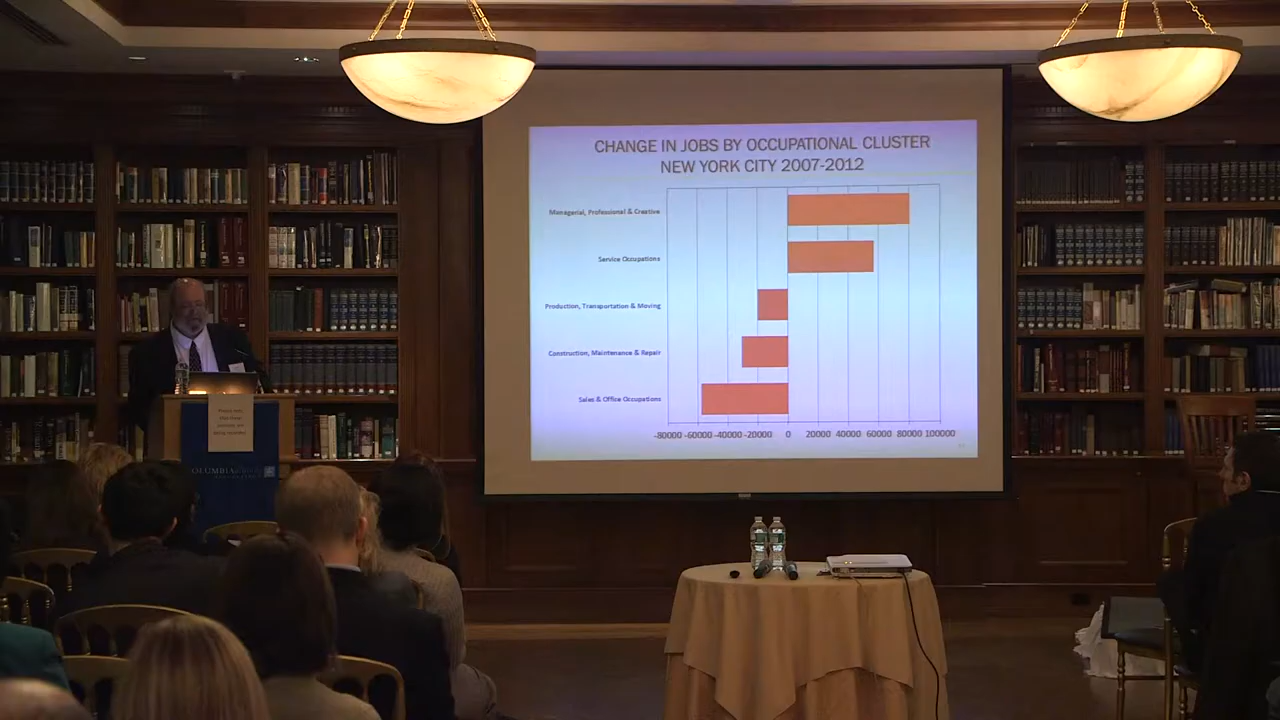 CHANGE IN JOBS BY OCCUPATIONAL CLUSTER
NEW YORK CITY 2007-2012
Managerial, Professional & Creative
Service Occupations
Production, Transportation & Moving
Construction, Maintenance & Repair
Sales & Office Occupations
-80000 -60000 -40000 -20000 0 20000 40000 60000 80000 100000